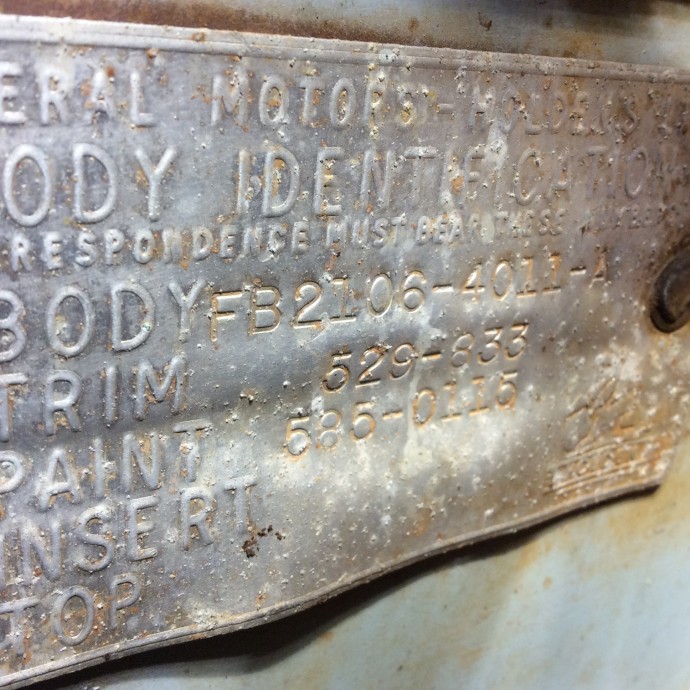 ERAL MOTORS-HOLDEN'S
ODY IDENTIFICATION
RESPONDENCE MUST BEAR THESE
BODY FB2106-4011-A
TRIM 529-833
PAINT 585-0115
INSERT
TOP